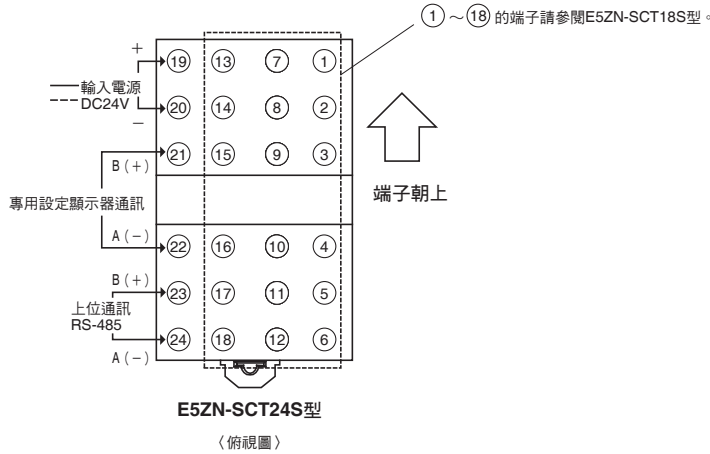 ①～⑱的端子請參閱E5ZN-SCT18S型。
＋
⑲ ⑬ ⑦ ①
輸入電源
DC24V
⑳ ⑭ ⑧ ②
－
㉑ ⑮ ⑨ ③
B（＋）
端子朝上
專用設定顯示器通訊
A（－）
㉒ ⑯ ⑩ ④
B（＋）
㉓ ⑰ ⑪ ⑤
上位通訊
RS-485
㉔ ⑱ ⑫ ⑥
A（－）
E5ZN-SCT24S型
〈俯視圖〉